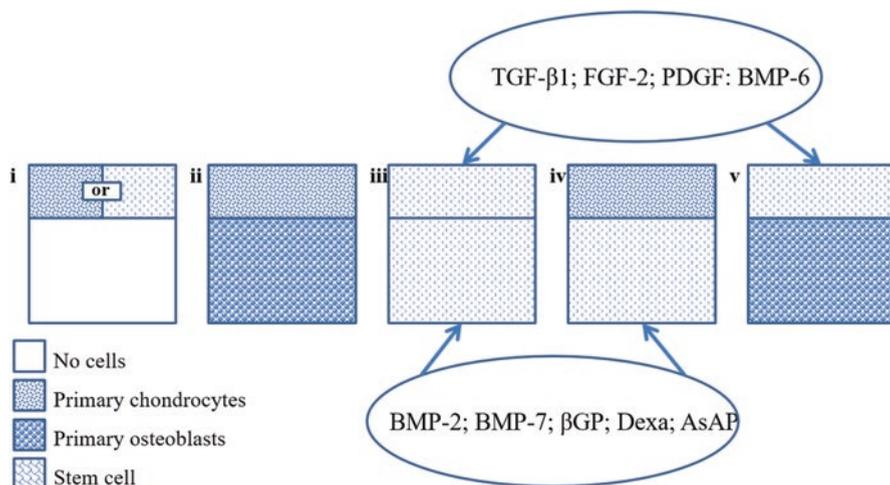 TGF-β1; FGF-2; PDGF: BMP-6
i
or
ii
iii
iv
v
No cells
Primary chondrocytes
Primary osteoblasts
Stem cell
BMP-2; BMP-7; βGP; Dexa; AsAP